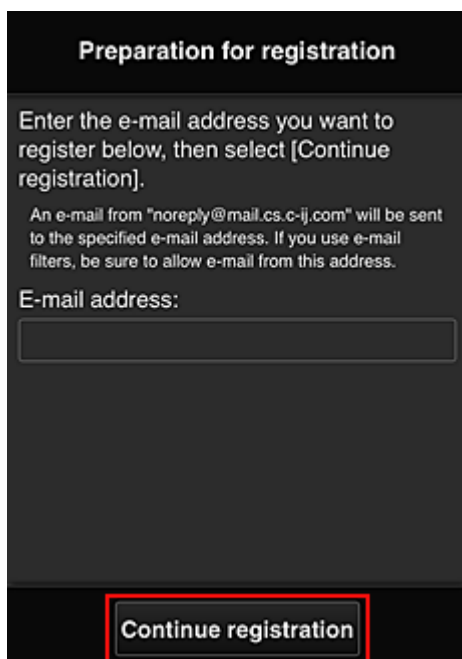 Preparation for registration
Enter the e-mail address you want to
register below, then select [Continue
registration].
An e-mail from "noreply@mail.cs.c-ij.com" will be sent
to the specified e-mail address. If you use e-mail
filters, be sure to allow e-mail from this address.
E-mail address:
Continue registration